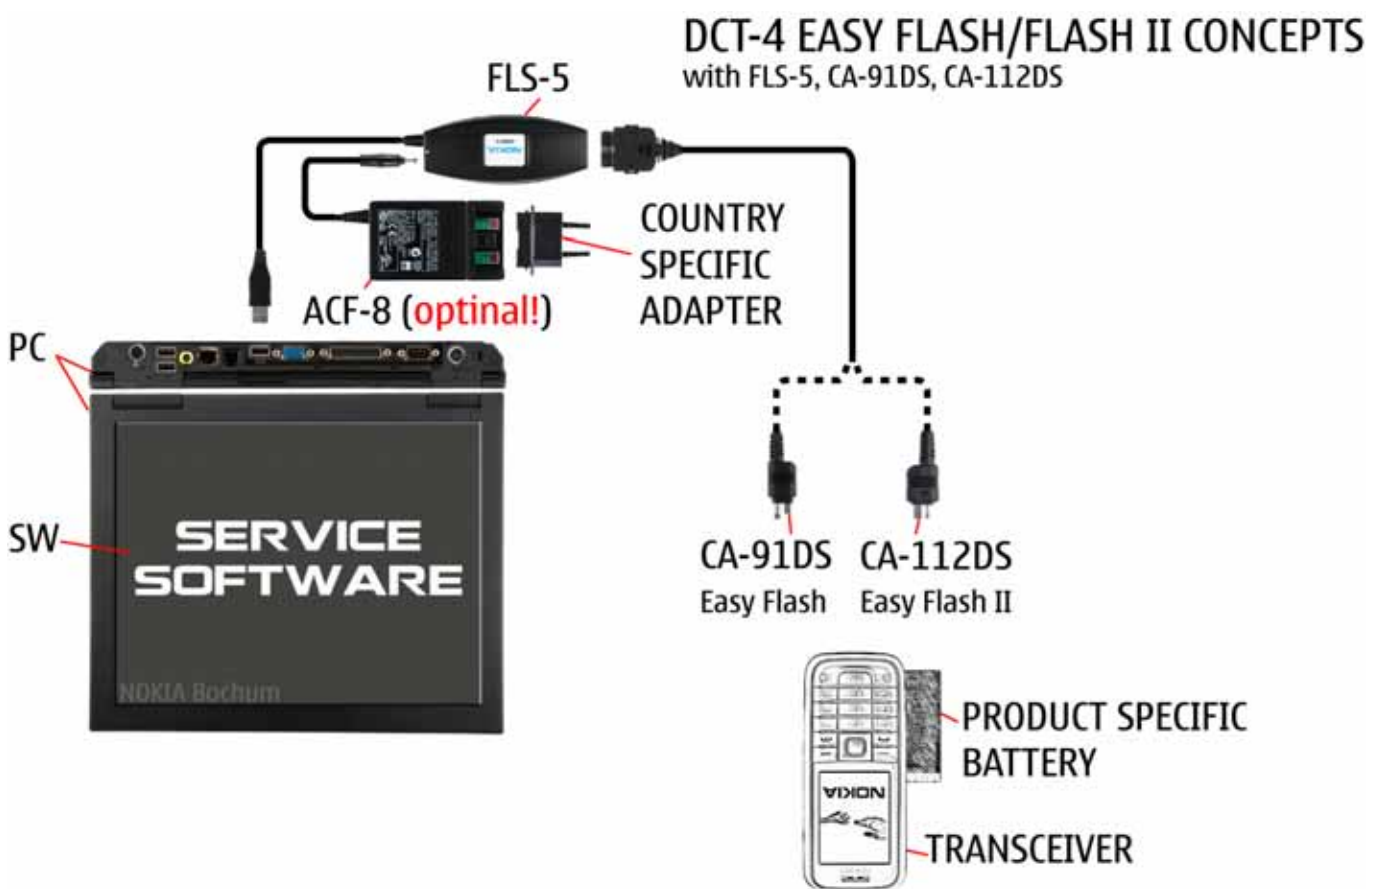 DCT-4 EASY FLASH/FLASH II CONCEPTS
with FLS-5, CA-91DS, CA-112DS
FLS-5
NOKIA
COUNTRY
SPECIFIC
ADAPTER
ACF-8 (optinal!)
PC
SW
SERVICE
SOFTWARE
NOKIA Bochum
CA-91DS
Easy Flash
CA-112DS
Easy Flash II
PRODUCT SPECIFIC
BATTERY
NOKIA
TRANSCEIVER